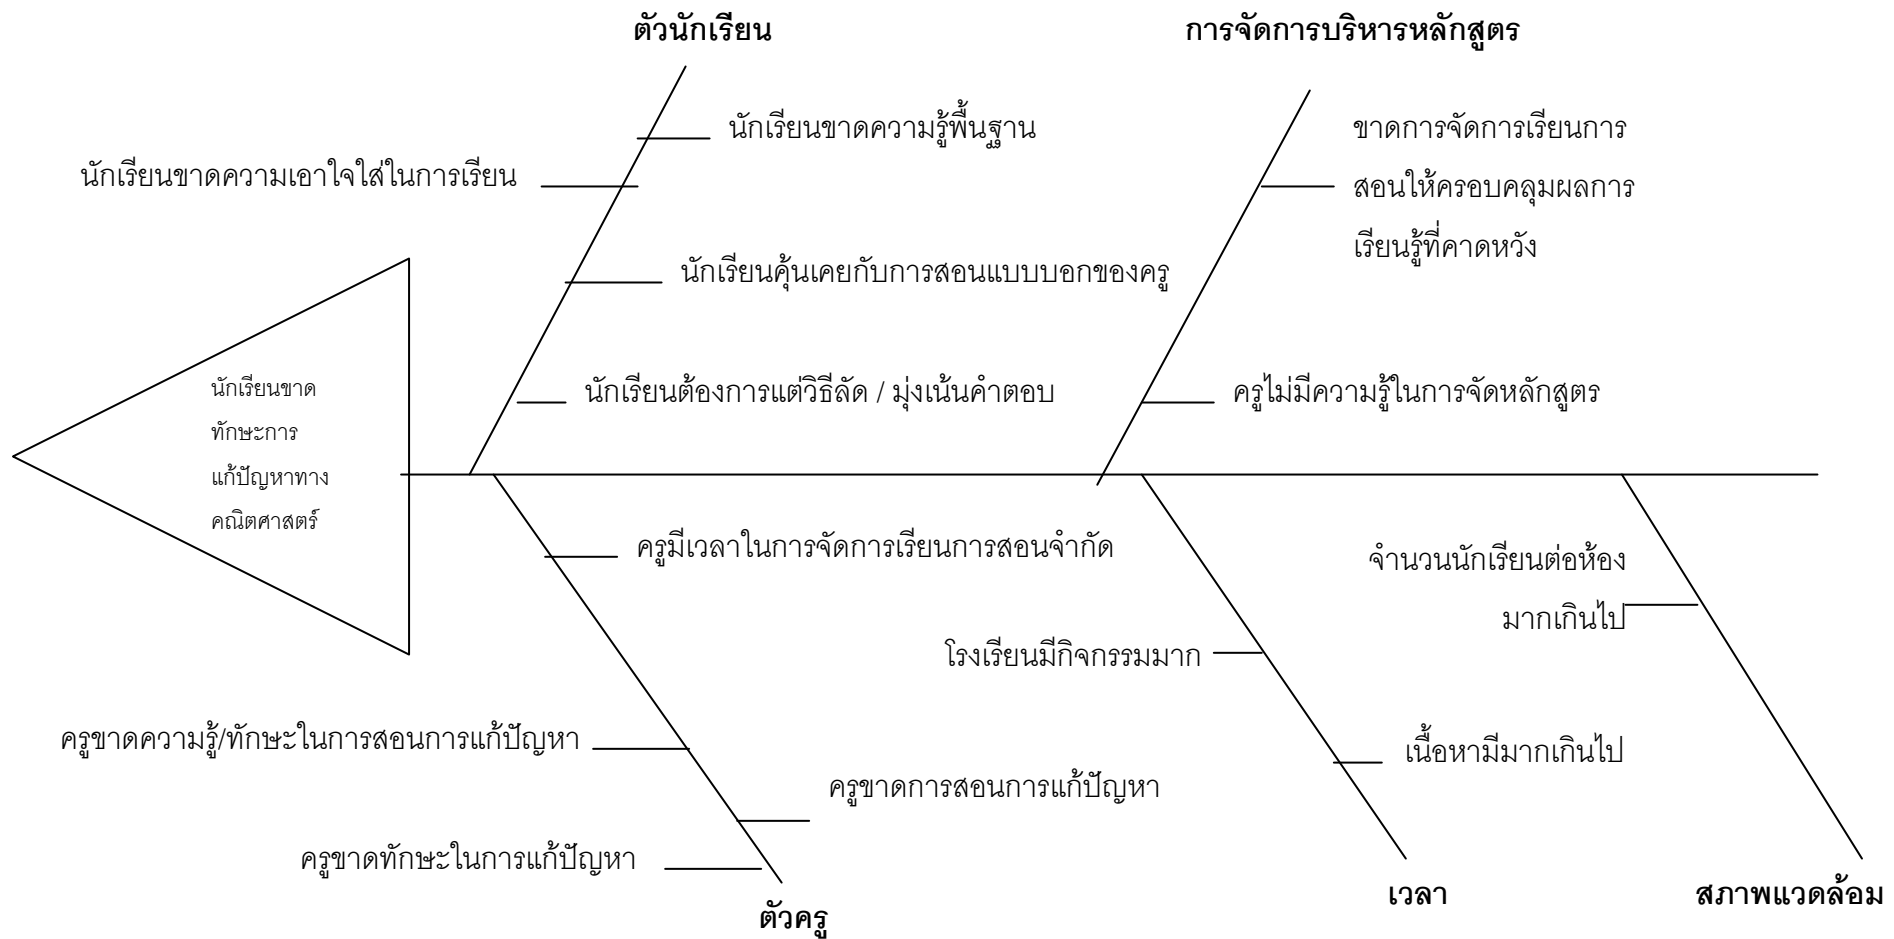 ตัวนักเรียน
การจัดการบริหารหลักสูตร
นักเรียนขาดความรู้พื้นฐาน
ขาดการจัดการเรียนการ
สอนให้ครอบคลุมผลการ
เรียนรู้ที่คาดหวัง
นักเรียนขาดความเอาใจใส่ในการเรียน
นักเรียนคุ้นเคยกับการสอนแบบบอกของครู
นักเรียนต้องการแต่วิธีลัด / มุ่งเน้นคำตอบ
ครูไม่มีความรู้ในการจัดหลักสูตร
นักเรียนขาด
ทักษะการ
แก้ปัญหาทาง
คณิตศาสตร์
ครูมีเวลาในการจัดการเรียนการสอนจำกัด
จำนวนนักเรียนต่อห้อง
มากเกินไป
โรงเรียนมีกิจกรรมมาก
ครูขาดความรู้/ทักษะในการสอนการแก้ปัญหา
เนื้อหามีมากเกินไป
ครูขาดการสอนการแก้ปัญหา
ครูขาดทักษะในการแก้ปัญหา
ตัวครู
เวลา
สภาพแวดล้อม